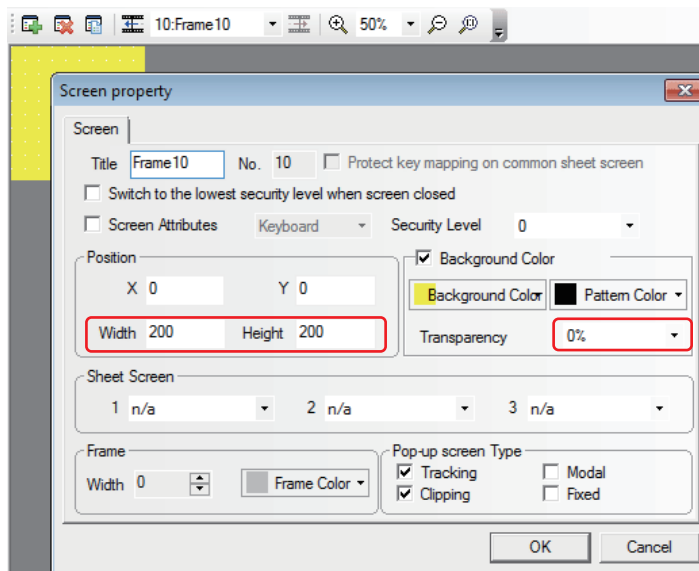 10:Frame10 50%
Screen property
Screen
Title Frame10 No. 10 Protect key mapping on common sheet screen
Switch to the lowest security level when screen closed
Screen Attributes Keyboard Security Level 0
Position Background Color
X 0 Y 0 Background Color Pattern Color
Width 200 Height 200 Transparency 0%
Sheet Screen
1 n/a 2 n/a 3 n/a
Frame Pop-up screen Type
Width 0 Frame Color Tracking Modal
Clipping Fixed
OK Cancel